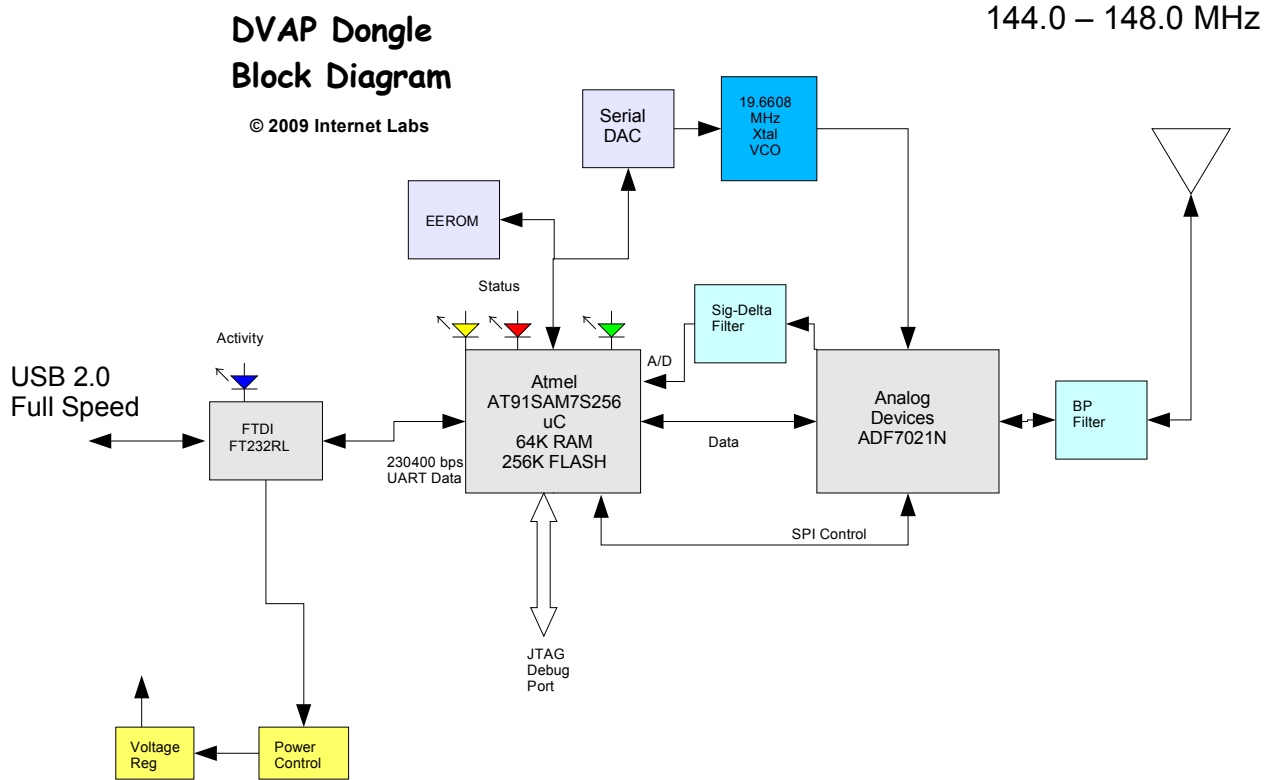 DVAP Dongle
Block Diagram
© 2009 Internet Labs
144.0 – 148.0 MHz
Serial
DAC
19.6608
MHz
Xtal
VCO
EEROM
Status
Sig-Delta
Filter
Activity
A/D
USB 2.0
Full Speed
FTDI
FT232RL
230400 bps
UART Data
Atmel
AT91SAM7S256
uC
64K RAM
256K FLASH
Data
Analog
Devices
ADF7021N
BP
Filter
SPI Control
JTAG
Debug
Port
Voltage
Reg
Power
Control